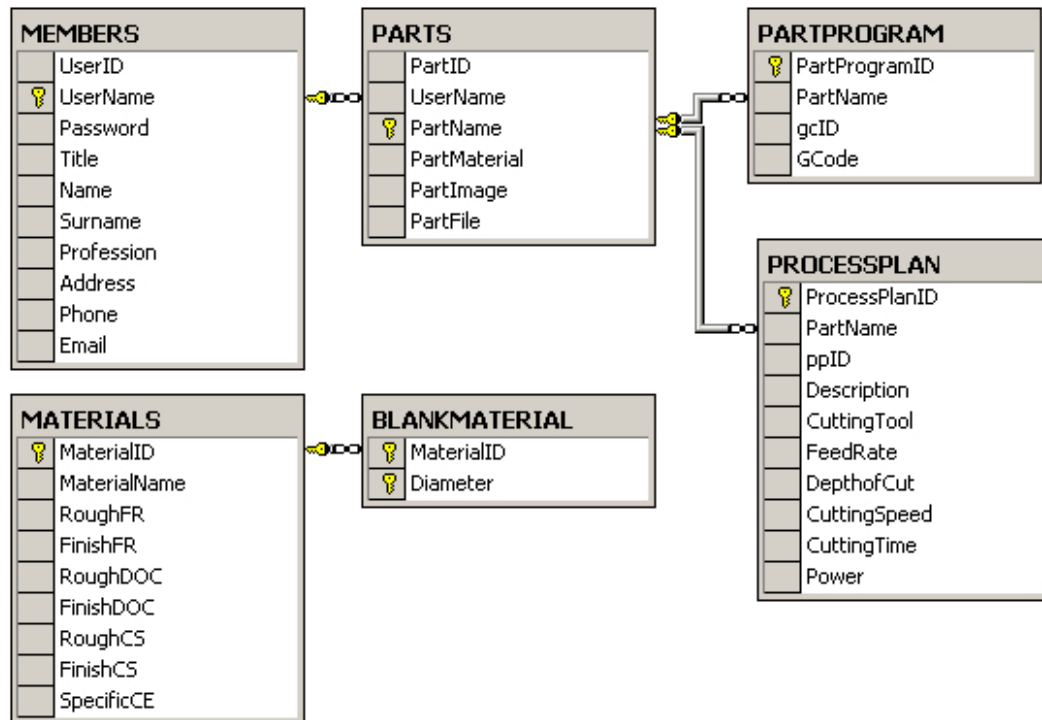 MEMBERS
UserID
UserName
Password
Title
Name
Surname
Profession
Address
Phone
Email
PARTS
PartID
UserName
PartName
PartMaterial
PartImage
PartFile
PARTPROGRAM
PartProgramID
PartName
gcID
GCode
PROCESSPLAN
ProcessPlanID
PartName
ppID
Description
CuttingTool
FeedRate
DepthofCut
CuttingSpeed
CuttingTime
Power
MATERIALS
MaterialID
MaterialName
RoughFR
FinishFR
RoughDOC
FinishDOC
RoughCS
FinishCS
SpecificCE
BLANKMATERIAL
MaterialID
Diameter